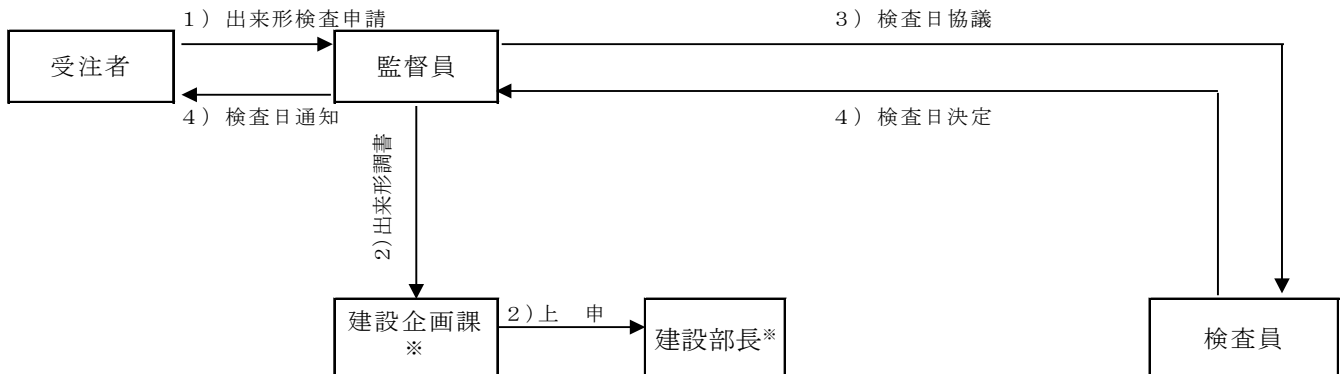 1) 出来形検査申請
3) 検査日協議
受注者
監督員
4) 検査日通知
4) 検査日決定
2)出来形調書
建設企画課
※
2)上　申
建設部長※
検査員